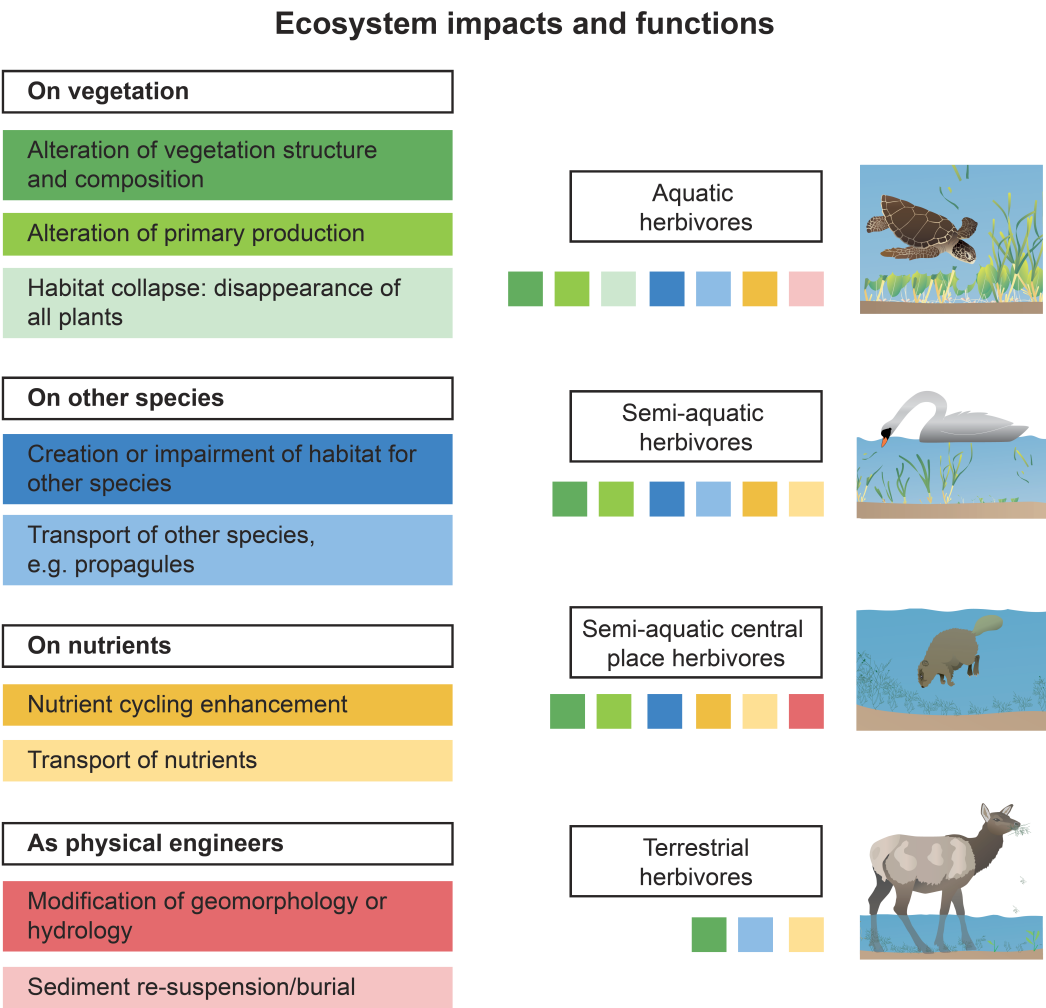 Ecosystem impacts and functions
On vegetation
Alteration of vegetation structure
and composition
Alteration of primary production
Habitat collapse: disappearance of
all plants
On other species
Creation or impairment of habitat for
other species
Transport of other species,
e.g. propagules
On nutrients
Nutrient cycling enhancement
Transport of nutrients
As physical engineers
Modification of geomorphology or
hydrology
Sediment re-suspension/burial
Aquatic
herbivores
Semi-aquatic
herbivores
Semi-aquatic central
place herbivores
Terrestrial
herbivores